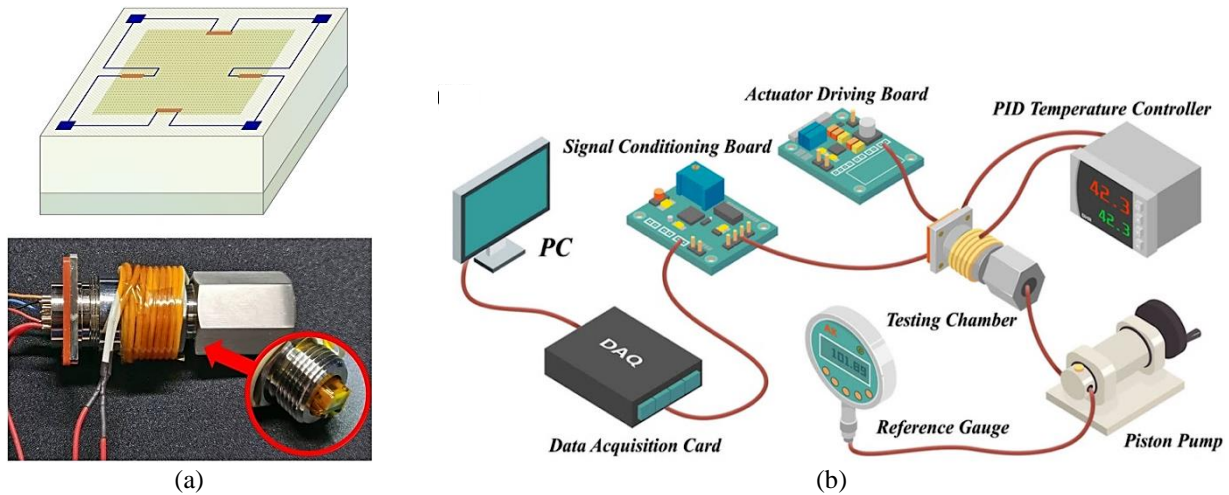 Actuator Driving Board
PID Temperature Controller
Signal Conditioning Board
42.3
42.3
PC
Testing Chamber
DAQ
101.89
Reference Gauge
Data Acquisition Card
Piston Pump
(a)
(b)